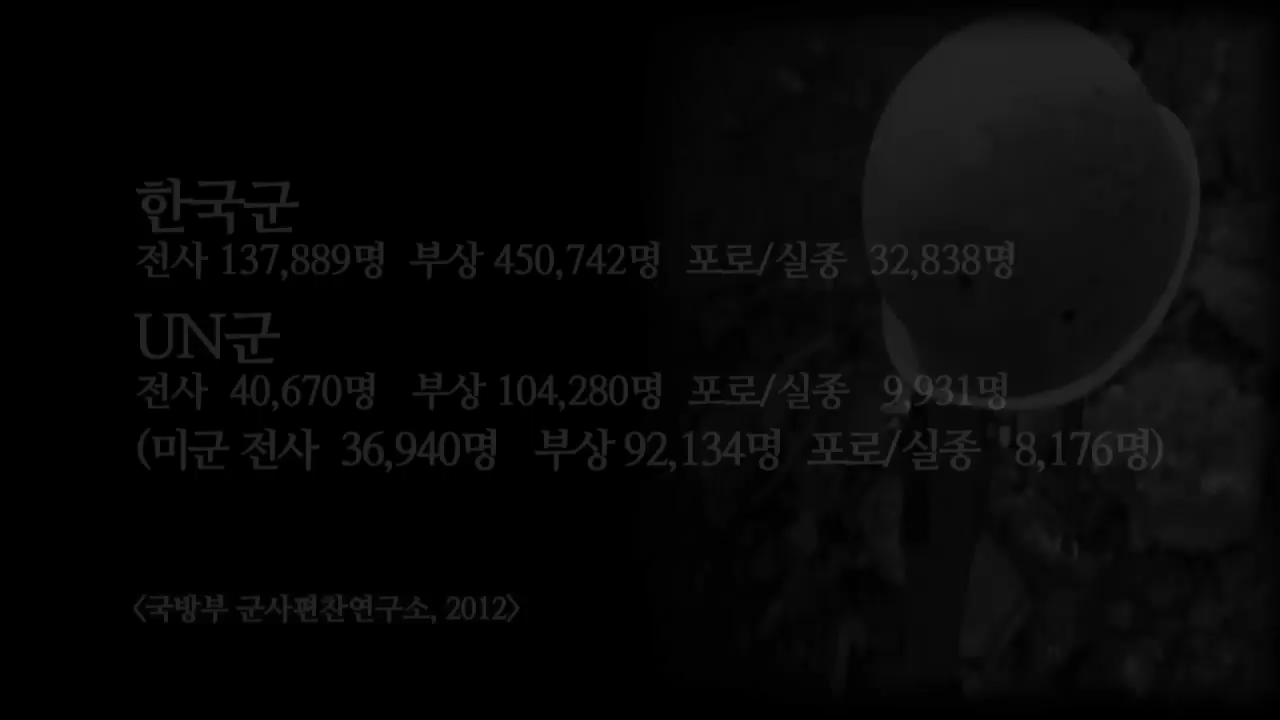 한국군
전사 137,889명 부상 450,742명 포로/실종 32,838명
UN군
전사 40,670명 부상 104,280명 포로/실종 9,931명
(미군 전사 36,940명 부상 92,134명 포로/실종 8,176명)
〈국방부 군사편찬연구소, 2012〉